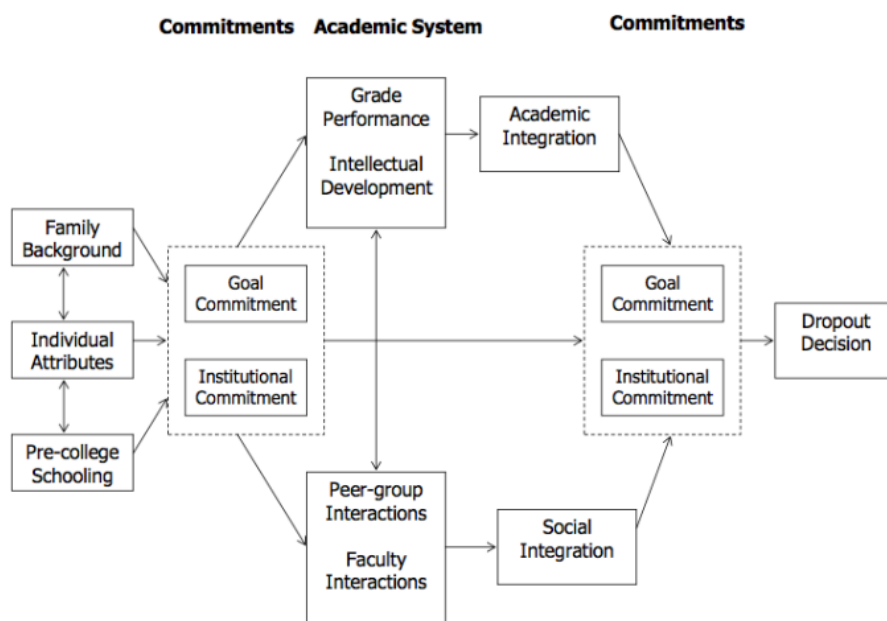 Commitments
Academic System
Commitments
Grade
Performance
Intellectual
Development
Academic
Integration
Family
Background
Individual
Attributes
Pre-college
Schooling
Goal
Commitment
Institutional
Commitment
Peer-group
Interactions
Faculty
Interactions
Social
Integration
Goal
Commitment
Institutional
Commitment
Dropout
Decision